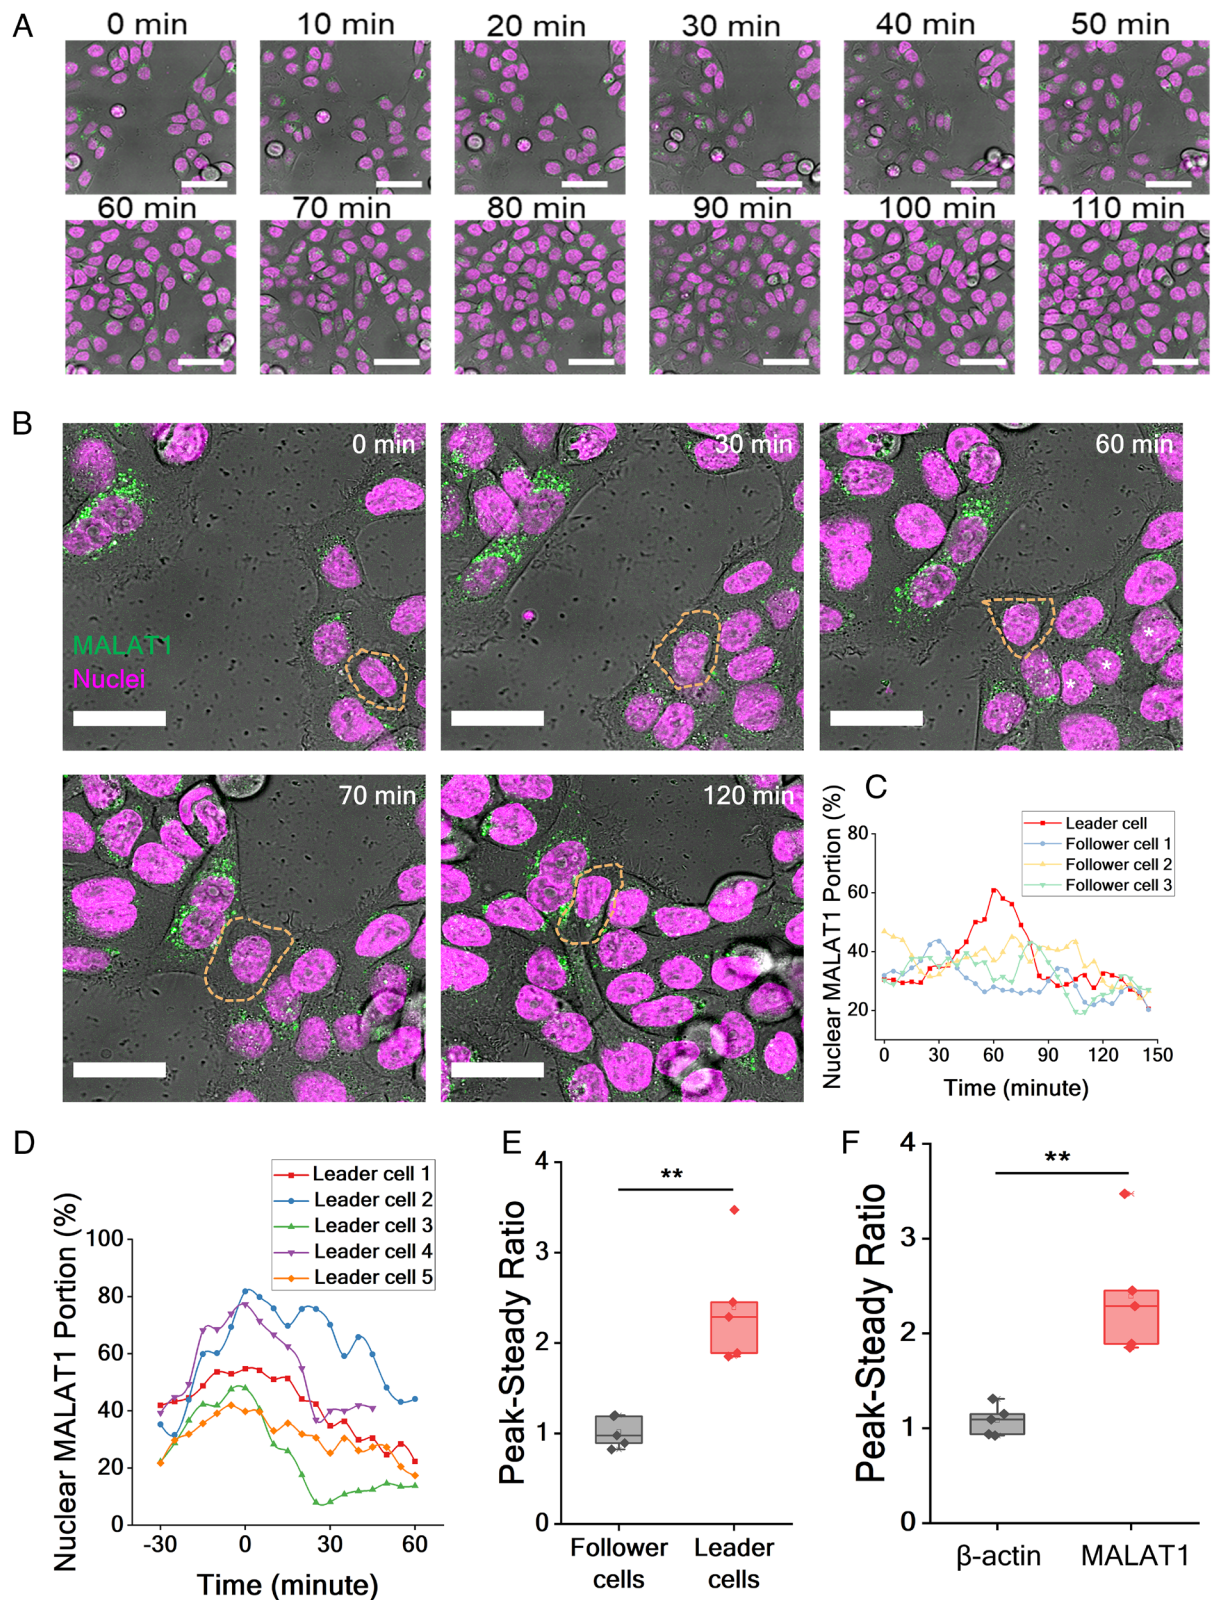 A
0 min
10 min
20 min
30 min
40 min
50 min
60 min
70 min
80 min
90 min
100 min
110 min
B
0 min
MALAT1
Nuclei
30 min
60 min
*
*
*
70 min
120 min
C
Nuclear MALAT1 Portion (%)
80
60
40
20
Leader cell
Follower cell 1
Follower cell 2
Follower cell 3
0
30
60
90
120
150
Time (minute)
D
Nuclear MALAT1 Portion (%)
Leader cell 1
Leader cell 2
Leader cell 3
Leader cell 4
Leader cell 5
100
80
60
40
20
0
-30
0
30
60
Time (minute)
E
Peak-Steady Ratio
4
3
2
1
0
**
Follower cells
Leader cells
F
Peak-Steady Ratio
4
3
2
1
0
**
β-actin
MALAT1